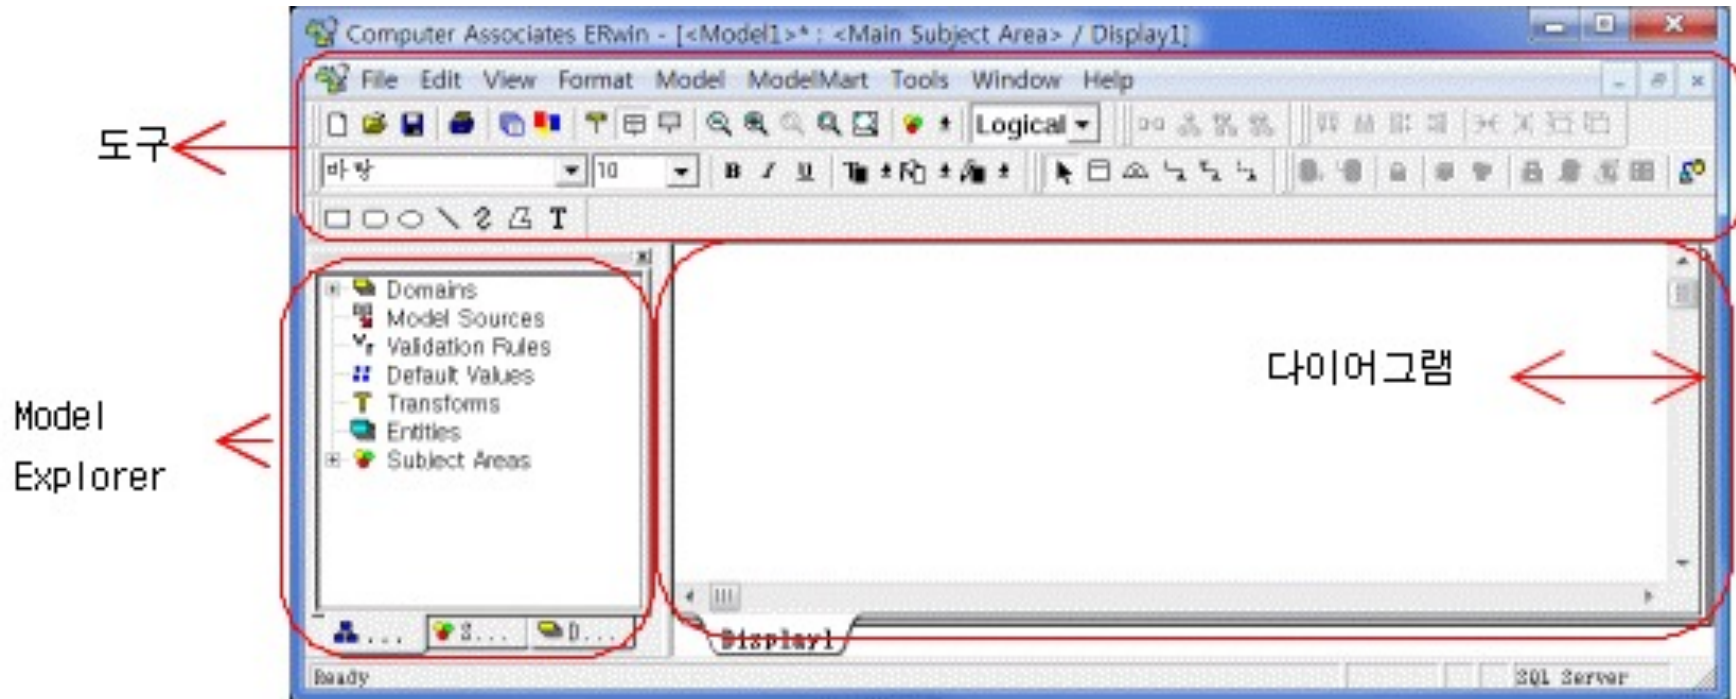 Computer Associates ERwin - [<Model1>* : <Main Subject Area> / Display1]
File Edit View Format Model ModelMart Tools Window Help
도구
Logical
바탕
10
B I U
T
Domains
Model Sources
Validation Rules
Default Values
Transforms
Entities
Subject Areas
Model
Explorer
다이어그램
... S... D...
Display1
Ready
SQL Server